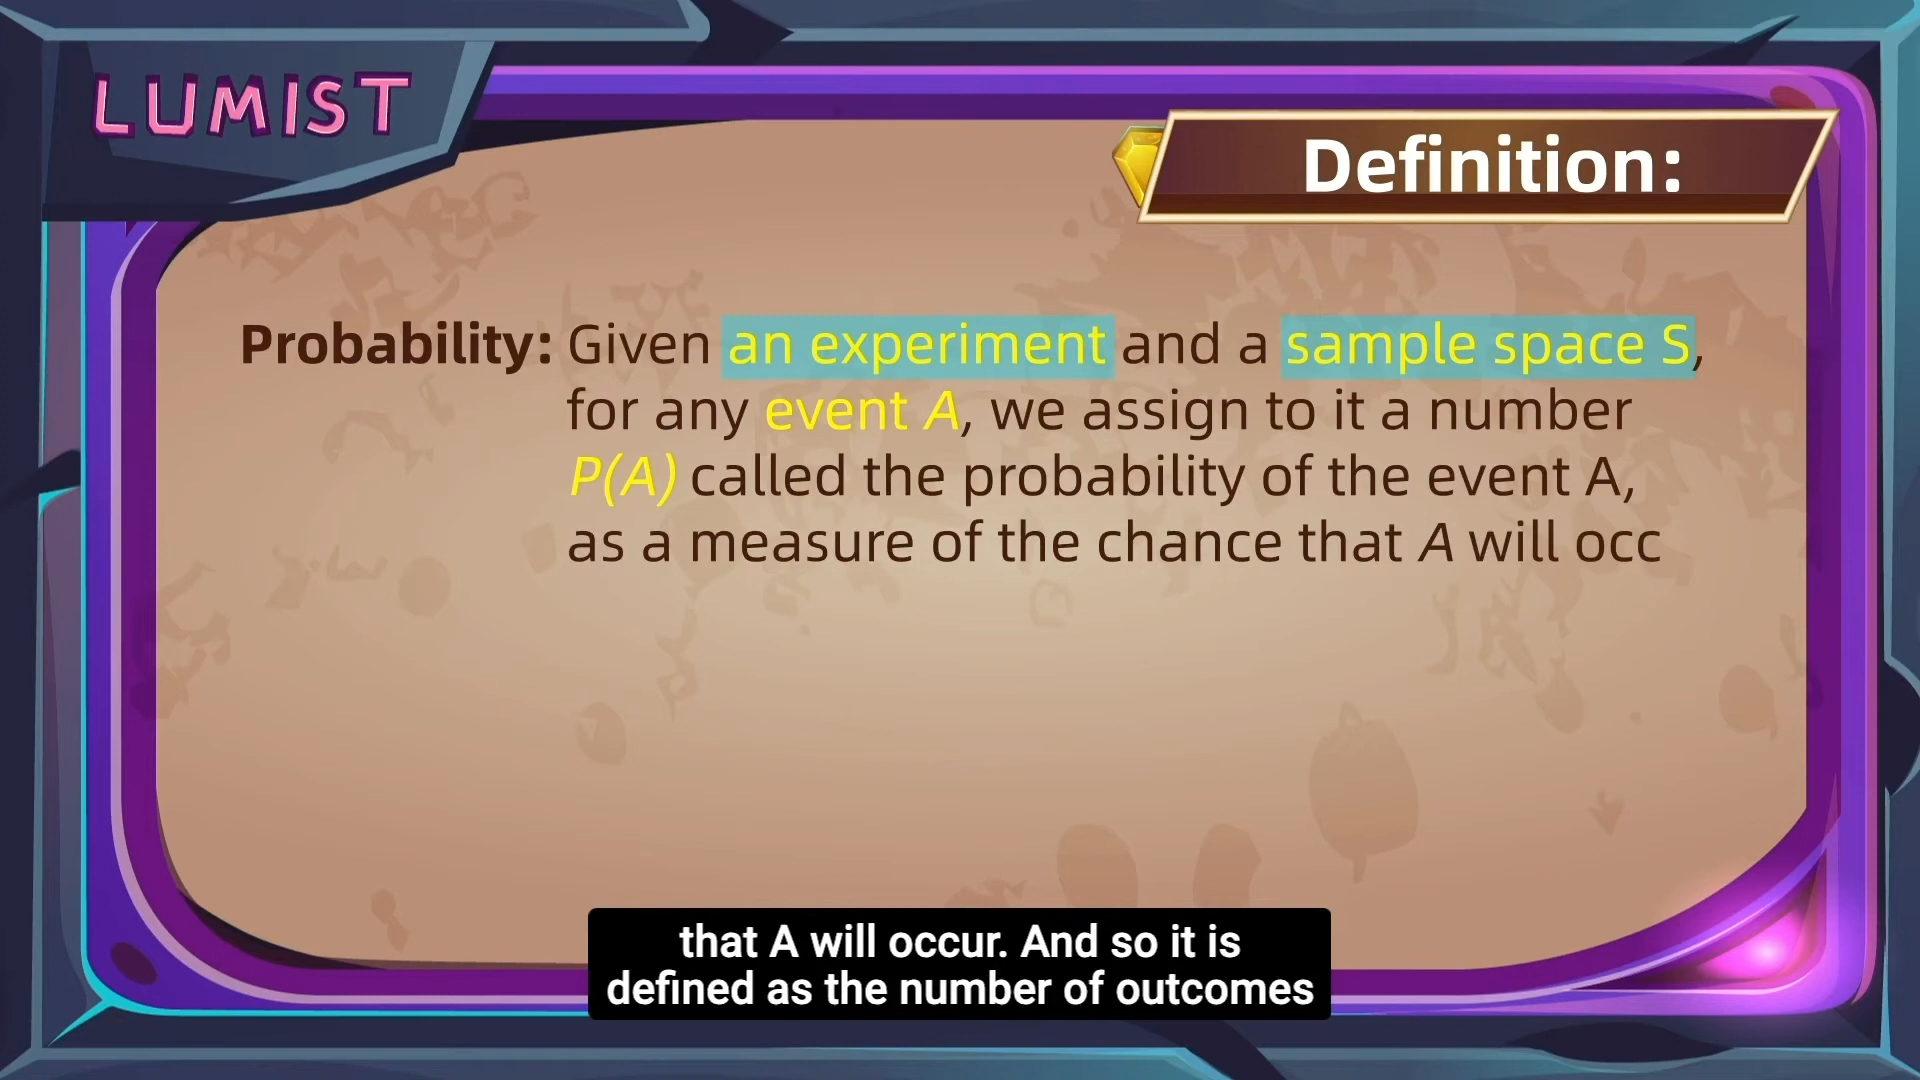 LUMIST
Definition:
Probability: Given an experiment and a sample space S,
for any event A, we assign to it a number
P(A) called the probability of the event A,
as a measure of the chance that A will occ
that A will occur. And so it is
defined as the number of outcomes